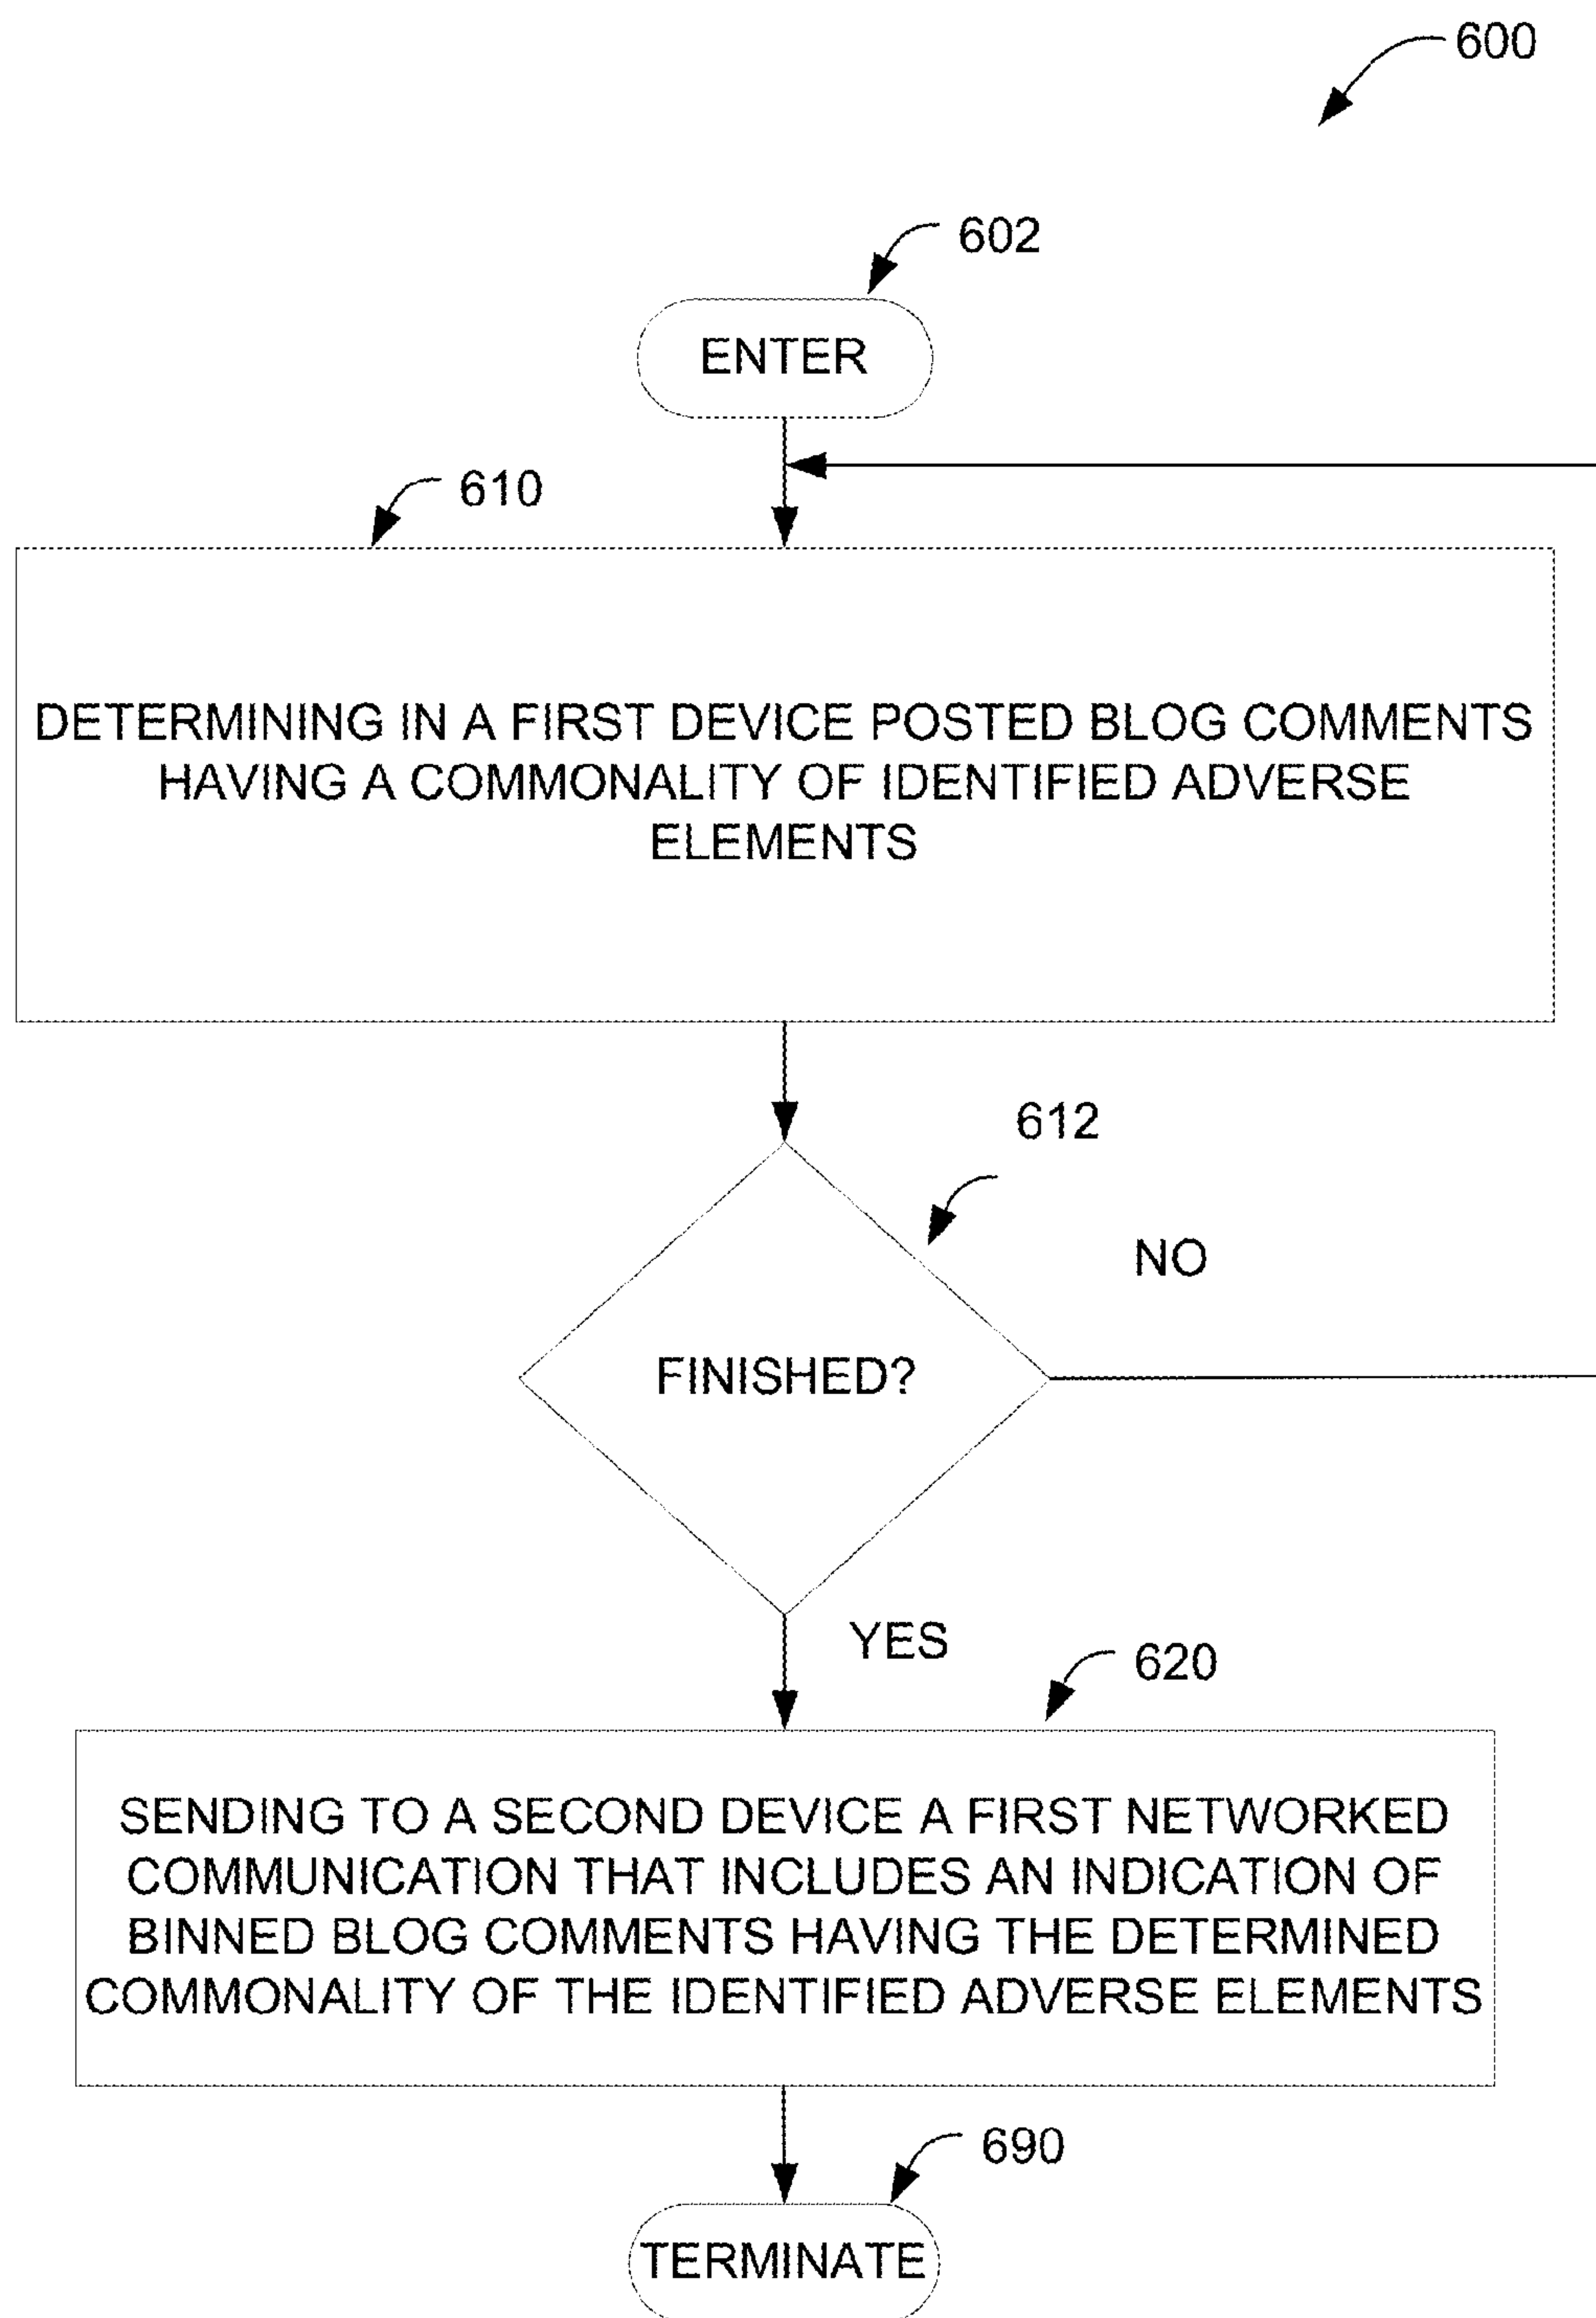 600
602
ENTER
610
DETERMINING IN A FIRST DEVICE POSTED BLOG COMMENTS
HAVING A COMMONALITY OF IDENTIFIED ADVERSE
ELEMENTS
612
NO
FINISHED?
YES
620
SENDING TO A SECOND DEVICE A FIRST NETWORKED
COMMUNICATION THAT INCLUDES AN INDICATION OF
BINNED BLOG COMMENTS HAVING THE DETERMINED
COMMONALITY OF THE IDENTIFIED ADVERSE ELEMENTS
690
TERMINATE